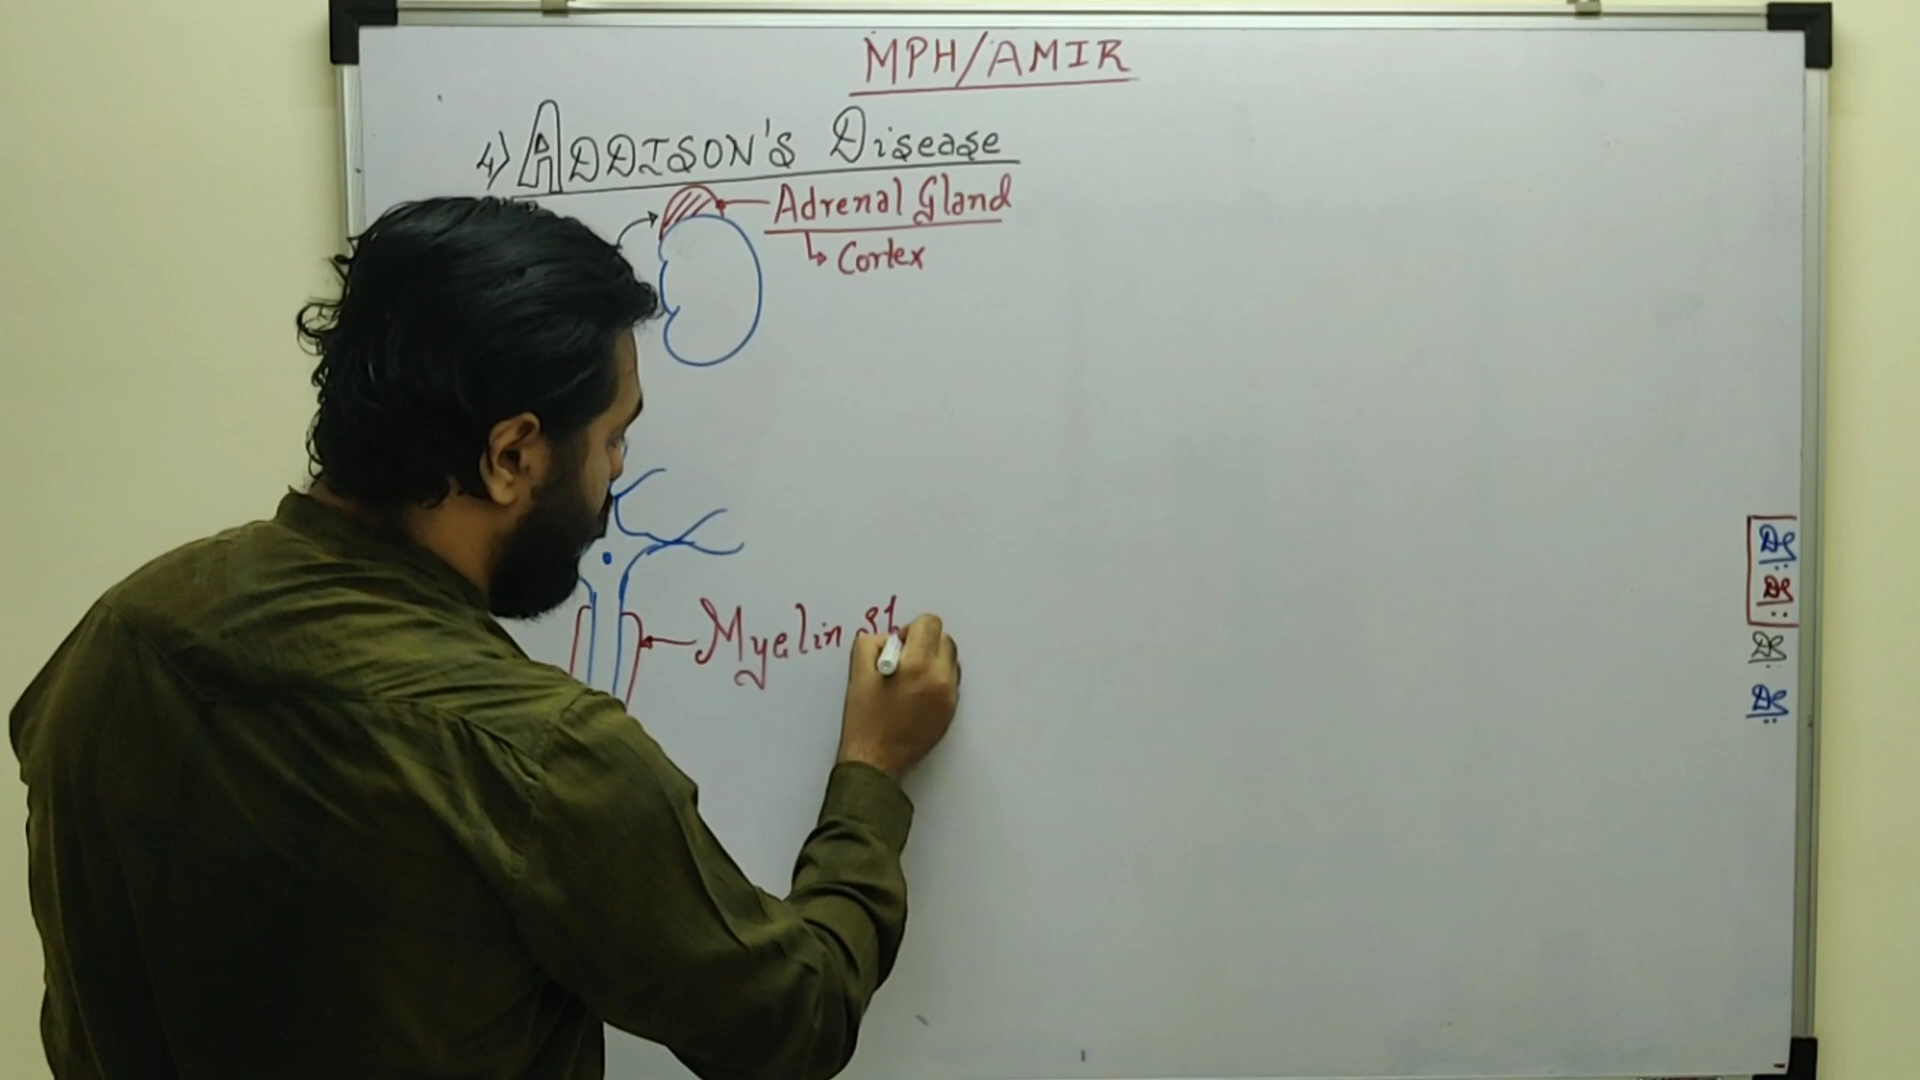 MPH/AMIR
4) ADDISON'S Disease
Adrenal Gland
↳ Cortex
Myelin